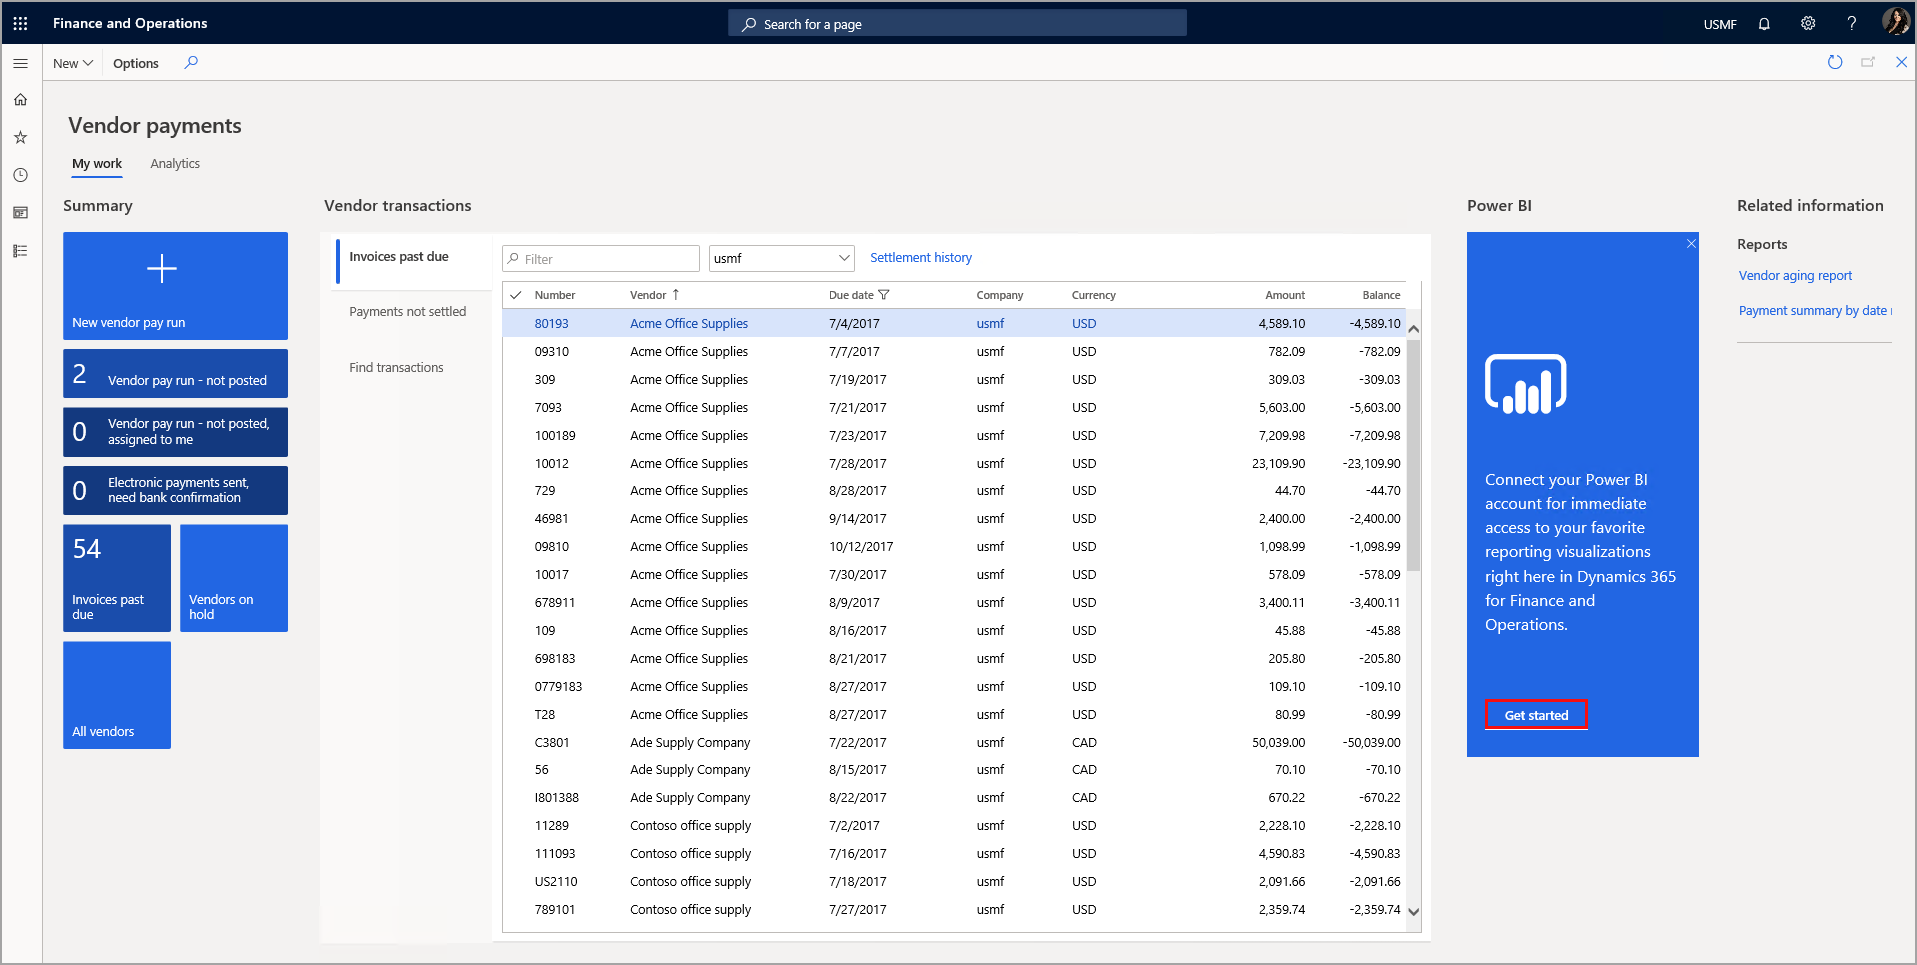 Finance and Operations
Search for a page
USMF
?
New
Options
Vendor payments
My work
Analytics
Summary
New vendor pay run
2 Vendor pay run - not posted
0 Vendor pay run - not posted,
assigned to me
0 Electronic payments sent,
need bank confirmation
54
Invoices past
due
Vendors on
hold
All vendors
Vendor transactions
Invoices past due
Payments not settled
Find transactions
Filter
usmf
Settlement history
Number Vendor Due date Company Currency Amount Balance
80193 Acme Office Supplies 7/4/2017 usmf USD 4,589.10 -4,589.10
09310 Acme Office Supplies 7/7/2017 usmf USD 782.09 -782.09
309 Acme Office Supplies 7/19/2017 usmf USD 309.03 -309.03
7093 Acme Office Supplies 7/21/2017 usmf USD 5,603.00 -5,603.00
100189 Acme Office Supplies 7/23/2017 usmf USD 7,209.98 -7,209.98
10012 Acme Office Supplies 7/28/2017 usmf USD 23,109.90 -23,109.90
729 Acme Office Supplies 8/28/2017 usmf USD 44.70 -44.70
46981 Acme Office Supplies 9/14/2017 usmf USD 2,400.00 -2,400.00
09810 Acme Office Supplies 10/12/2017 usmf USD 1,098.99 -1,098.99
10017 Acme Office Supplies 7/30/2017 usmf USD 578.09 -578.09
678911 Acme Office Supplies 8/9/2017 usmf USD 3,400.11 -3,400.11
109 Acme Office Supplies 8/16/2017 usmf USD 45.88 -45.88
698183 Acme Office Supplies 8/21/2017 usmf USD 205.80 -205.80
0779183 Acme Office Supplies 8/27/2017 usmf USD 109.10 -109.10
T28 Acme Office Supplies 8/27/2017 usmf USD 80.99 -80.99
C3801 Ade Supply Company 7/22/2017 usmf CAD 50,039.00 -50,039.00
56 Ade Supply Company 8/15/2017 usmf CAD 70.10 -70.10
I801388 Ade Supply Company 8/22/2017 usmf CAD 670.22 -670.22
11289 Contoso office supply 7/2/2017 usmf USD 2,228.10 -2,228.10
111093 Contoso office supply 7/16/2017 usmf USD 4,590.83 -4,590.83
US2110 Contoso office supply 7/18/2017 usmf USD 2,091.66 -2,091.66
789101 Contoso office supply 7/27/2017 usmf USD 2,359.74 -2,359.74
Power BI
Connect your Power BI
account for immediate
access to your favorite
reporting visualizations
right here in Dynamics 365
for Finance and
Operations.
Get started
Related information
Reports
Vendor aging report
Payment summary by date